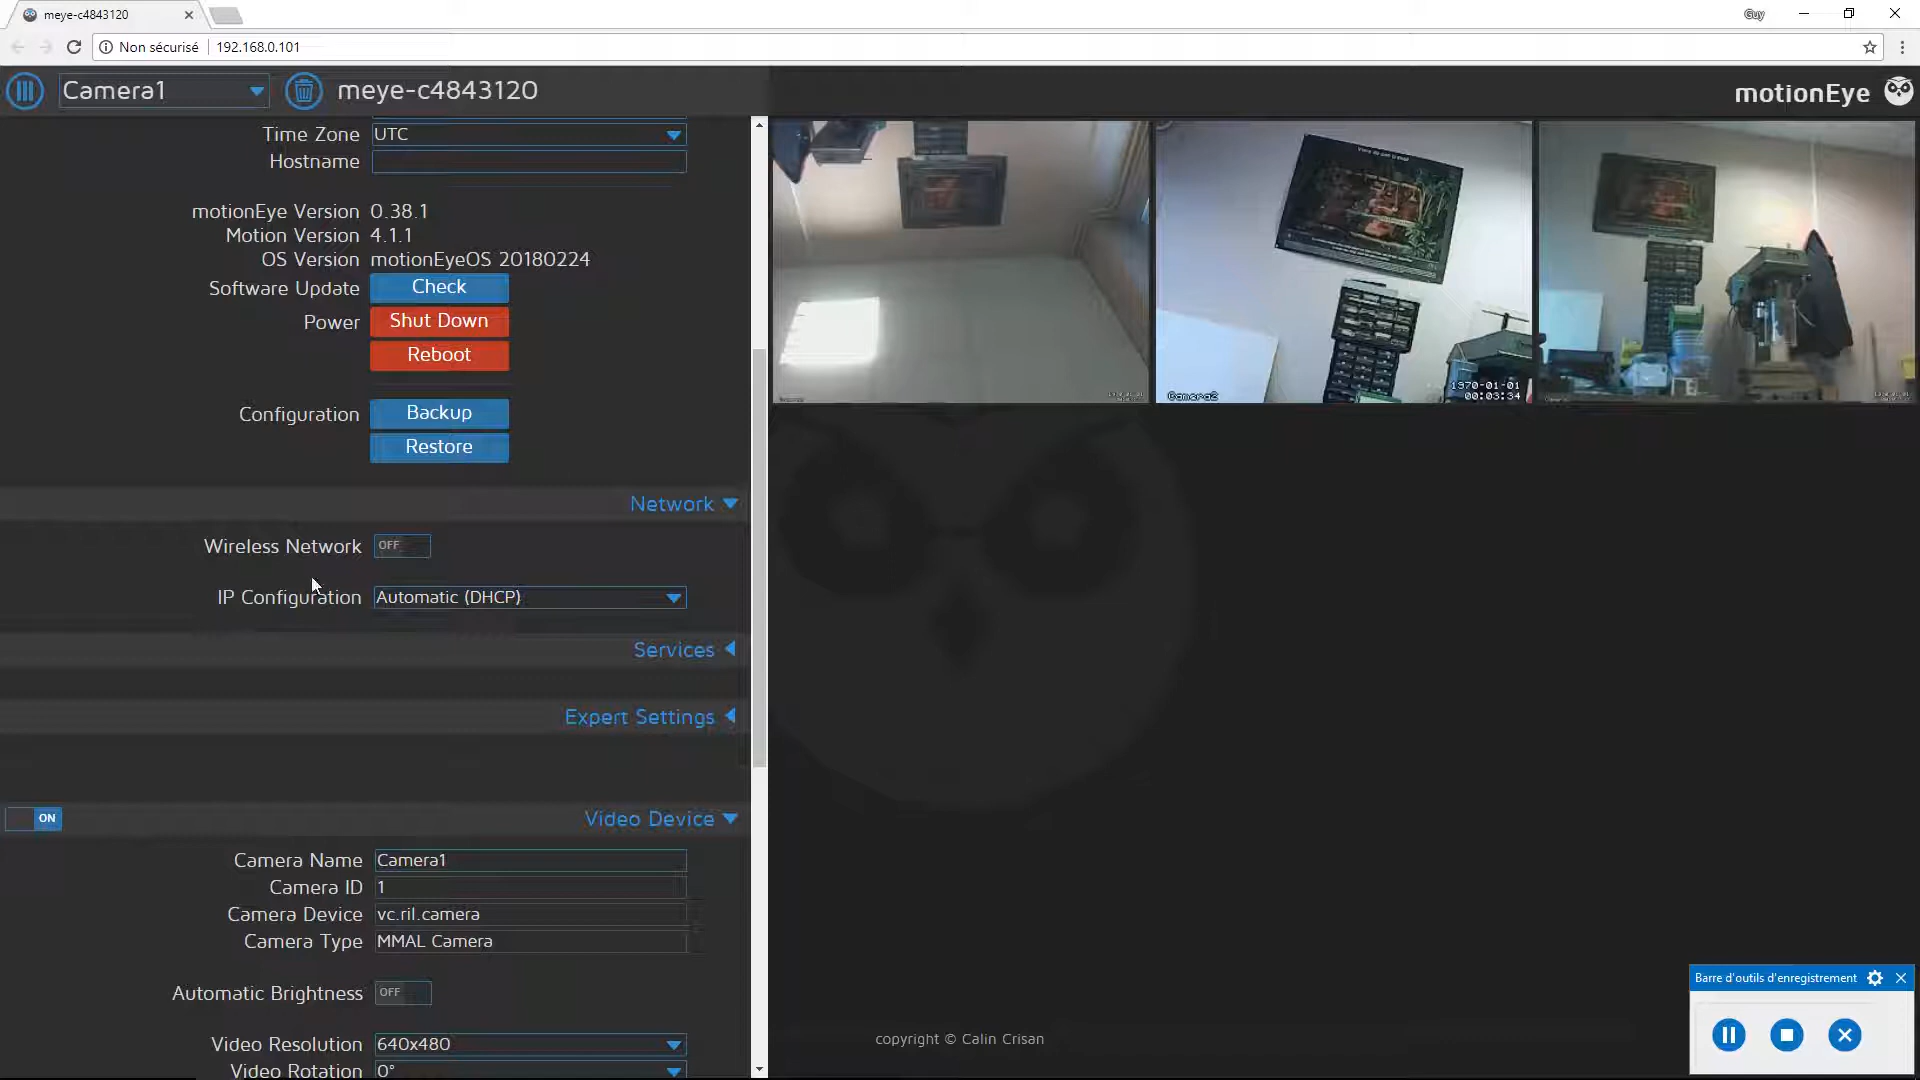 meye-c4843120
Guy
Non sécurisé
192.168.0.101
Camera1
meye-c4843120
motionEye
Time Zone
UTC
Hostname
motionEye Version 0.38.1
Motion Version 4.1.1
OS Version motionEyeOS 20180224
Software Update
Check
Power
Shut Down
Reboot
Configuration
Backup
Restore
Network
Wireless Network
OFF
IP Configuration
Automatic (DHCP)
Services
Expert Settings
ON
Video Device
Camera Name
Camera1
Camera ID
1
Camera Device
vc.ril.camera
Camera Type
MMAL Camera
Automatic Brightness
OFF
Video Resolution
640x480
Video Rotation
0°
Camera2
1970-01-01
00:03:34
copyright © Calin Crisan
Barre d'outils d'enregistrement